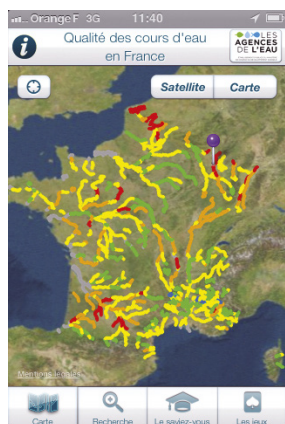 Orange F 3G 11:40
Qualité des cours d'eau
en France
LES
AGENCES
DE L'EAU
Satellite Carte
Mentions légales
Carte Recherche Le saviez-vous Les jeux